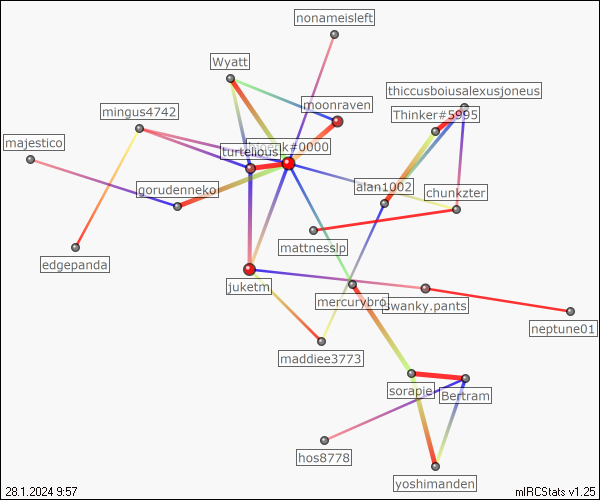 nonameisleft
Wyatt
thiccusboiusalexusjoneus
moonraven
mingus4742
Thinker#5995
majestico
turtelious
gorudenneko
alan1002
chunkzter
mattnesslp
edgepanda
juketm
mercurybro
swanky.pants
neptune01
maddiee3773
sorapie
Bertram
hos8778
yoshimanden
28.1.2024 9:57
mIRCStats v1.25